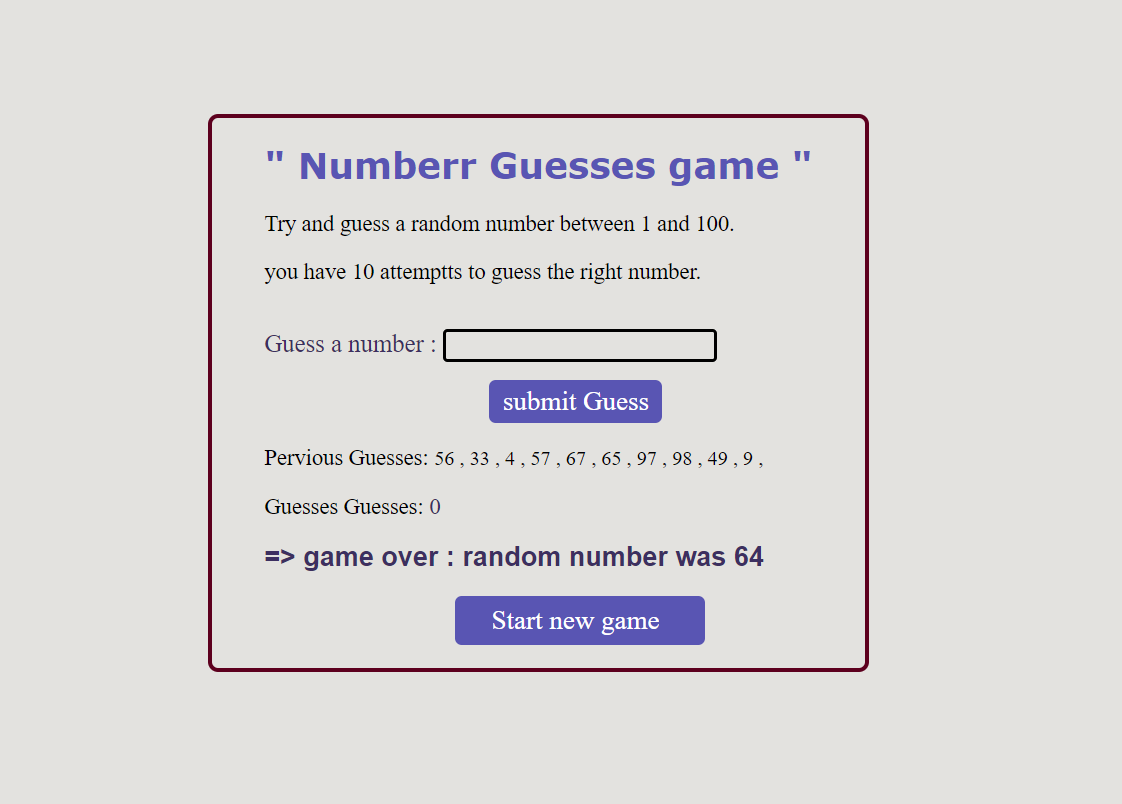 " Numberr Guesses game "
Try and guess a random number between 1 and 100.
you have 10 attemptts to guess the right number.
Guess a number :
submit Guess
Pervious Guesses: 56 , 33 , 4 , 57 , 67 , 65 , 97 , 98 , 49 , 9 ,
Guesses Guesses: 0
=> game over : random number was 64
Start new game